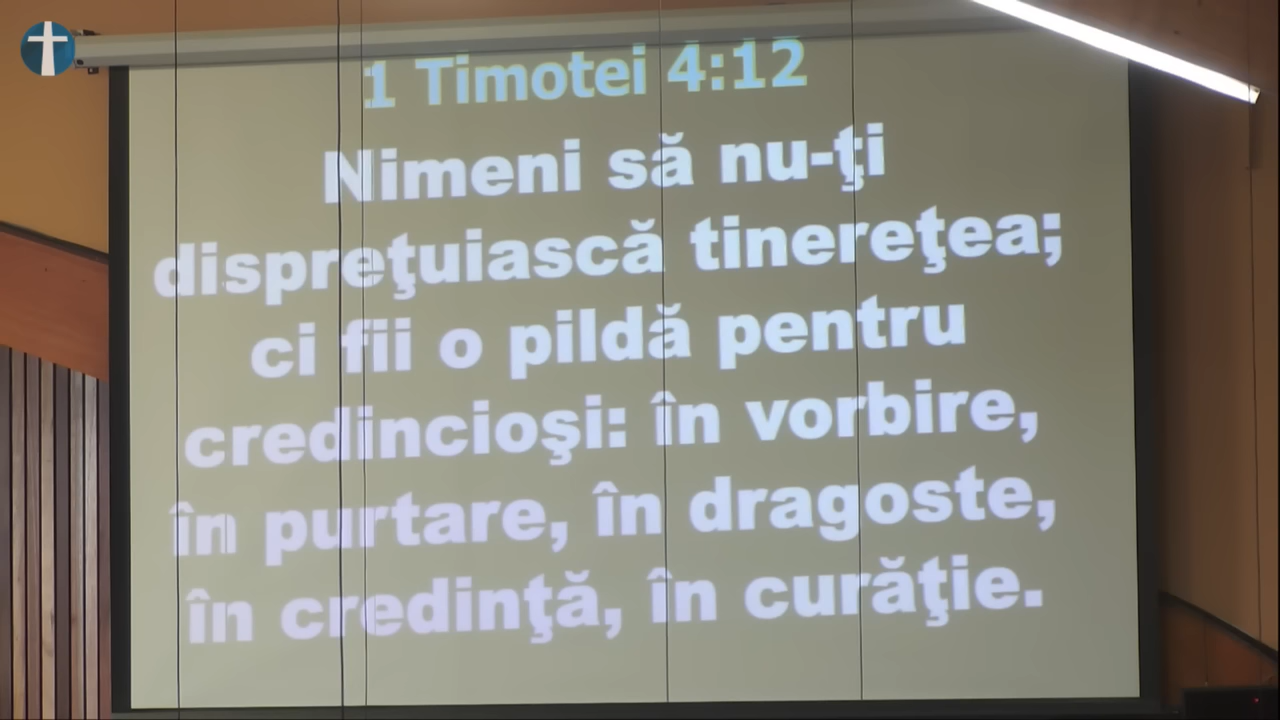 1 Timotei 4:12
Nimeni să nu-ţi
dispreţuiască tinereţea;
ci fii o pildă pentru
credincioşi: în vorbire,
în purtare, în dragoste,
în credinţă, în curăţie.